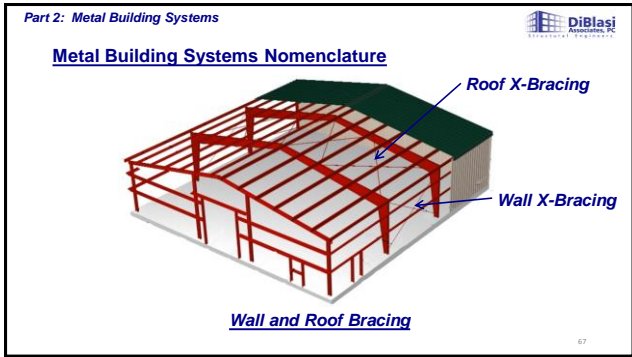 Part 2: Metal Building Systems
DiBlasi
Associates, PC
Structural Engineers
Metal Building Systems Nomenclature
Roof X-Bracing
Wall X-Bracing
Wall and Roof Bracing
67